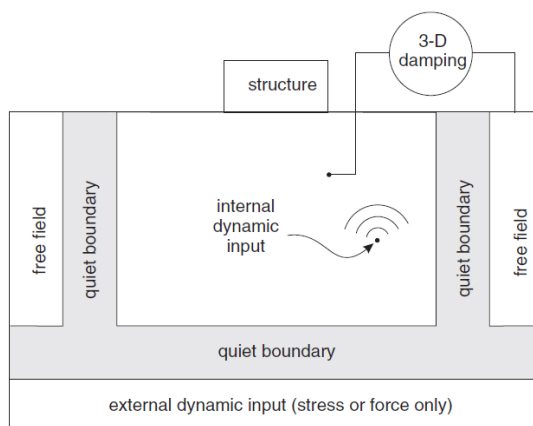 3-D
damping
structure
free field
quiet boundary
internal
dynamic
input
quiet boundary
free field
quiet boundary
external dynamic input (stress or force only)